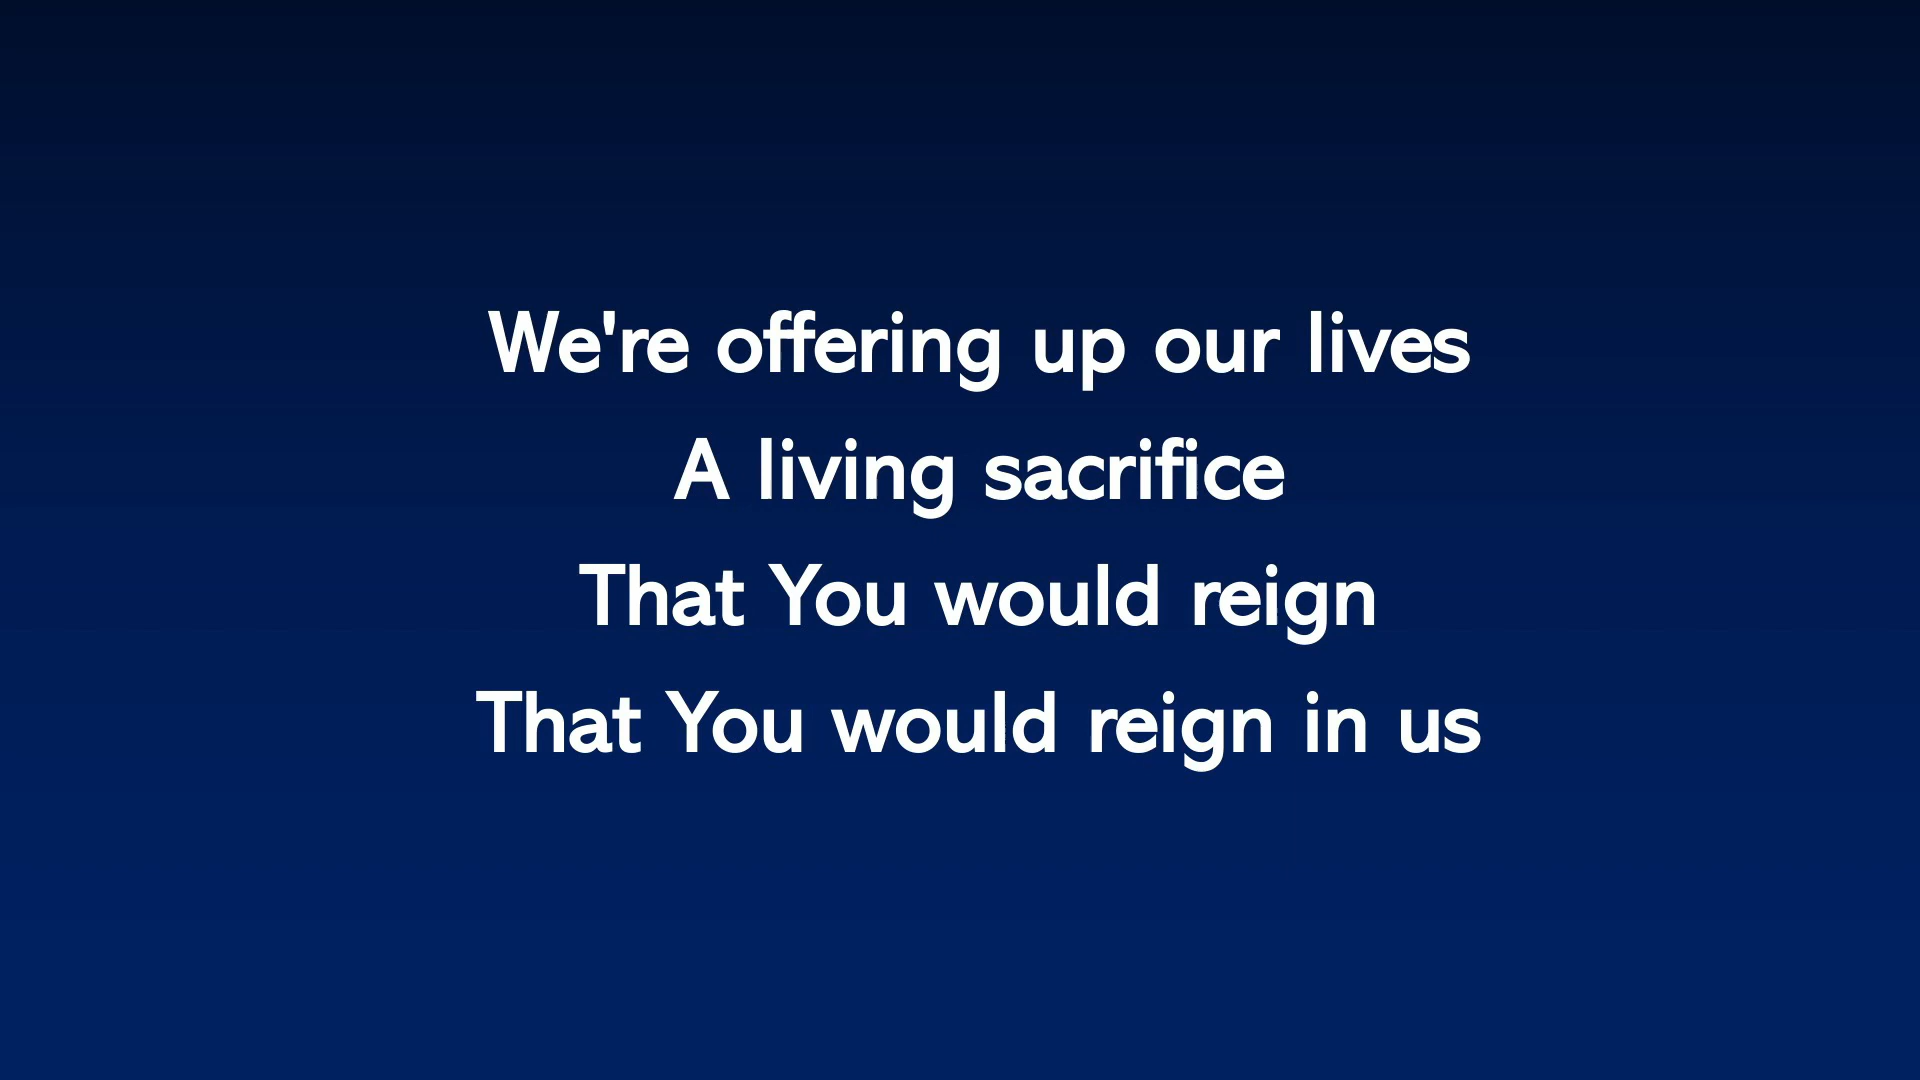 We're offering up our lives
A living sacrifice
That You would reign
That You would reign in us